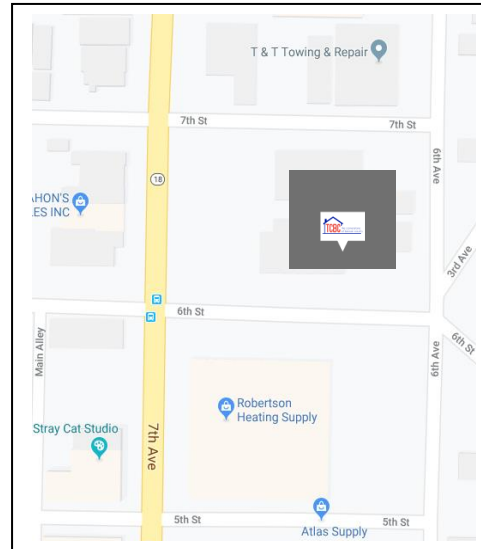 T & T Towing & Repair
7th St
7th St
6th Ave
18
AHON'S
ES INC
TCBC
3rd Ave
6th St
6th St
Main Alley
6th Ave
Robertson
Heating Supply
Stray Cat Studio
7th Ave
5th St
5th St
Atlas Supply